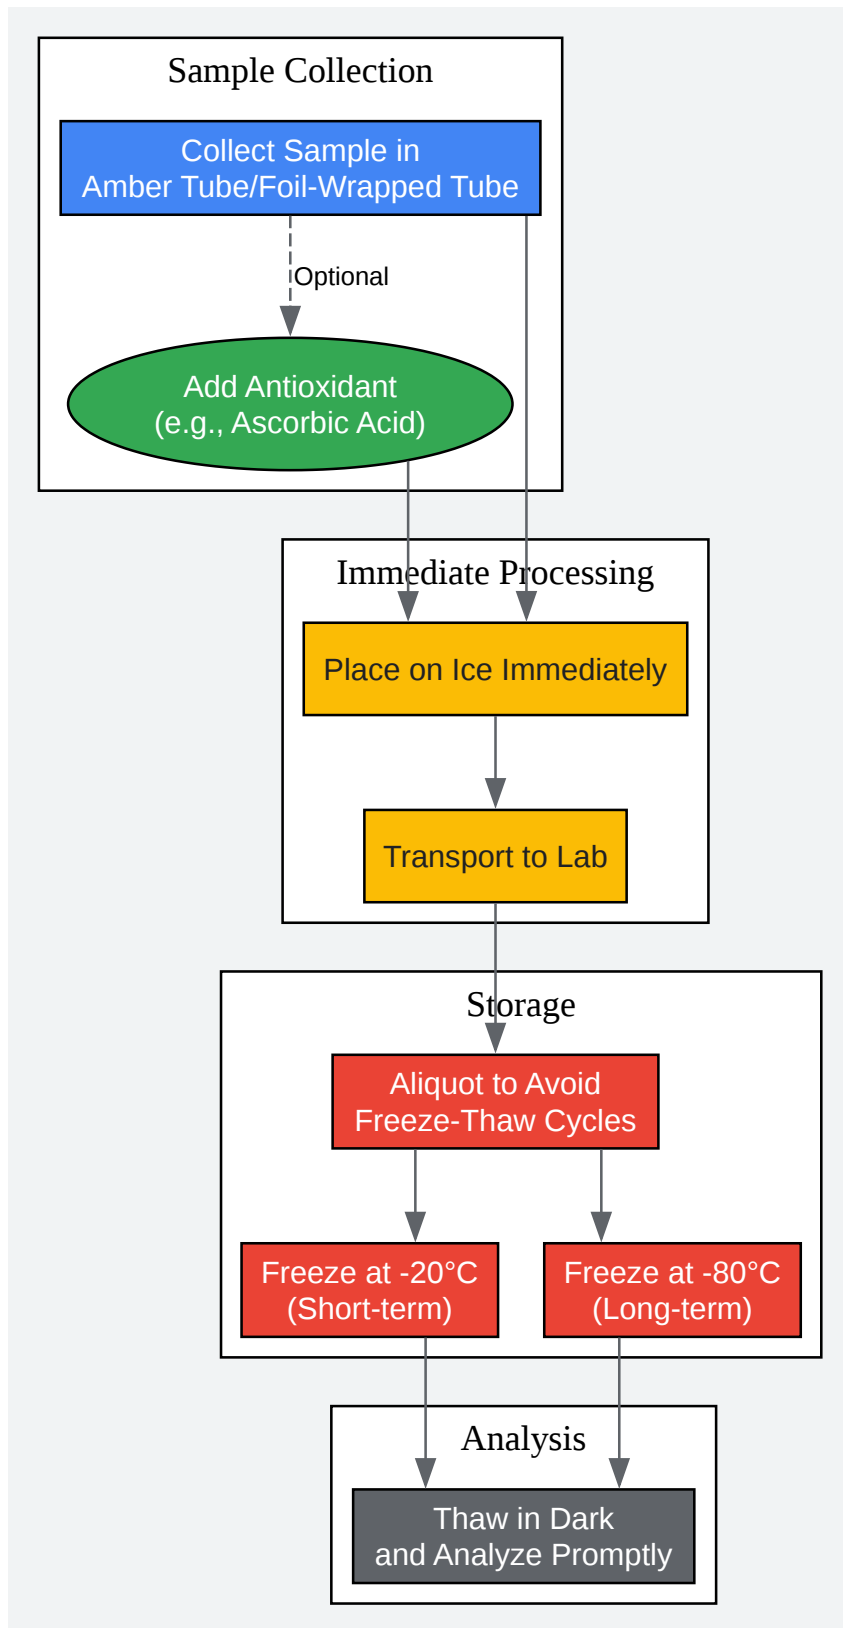 Sample Collection
Collect Sample in
Amber Tube/Foil-Wrapped Tube
Optional
Add Antioxidant
(e.g., Ascorbic Acid)
Immediate Processing
Place on Ice Immediately
Transport to Lab
Storage
Aliquot to Avoid
Freeze-Thaw Cycles
Freeze at -20°C
(Short-term)
Freeze at -80°C
(Long-term)
Analysis
Thaw in Dark
and Analyze Promptly